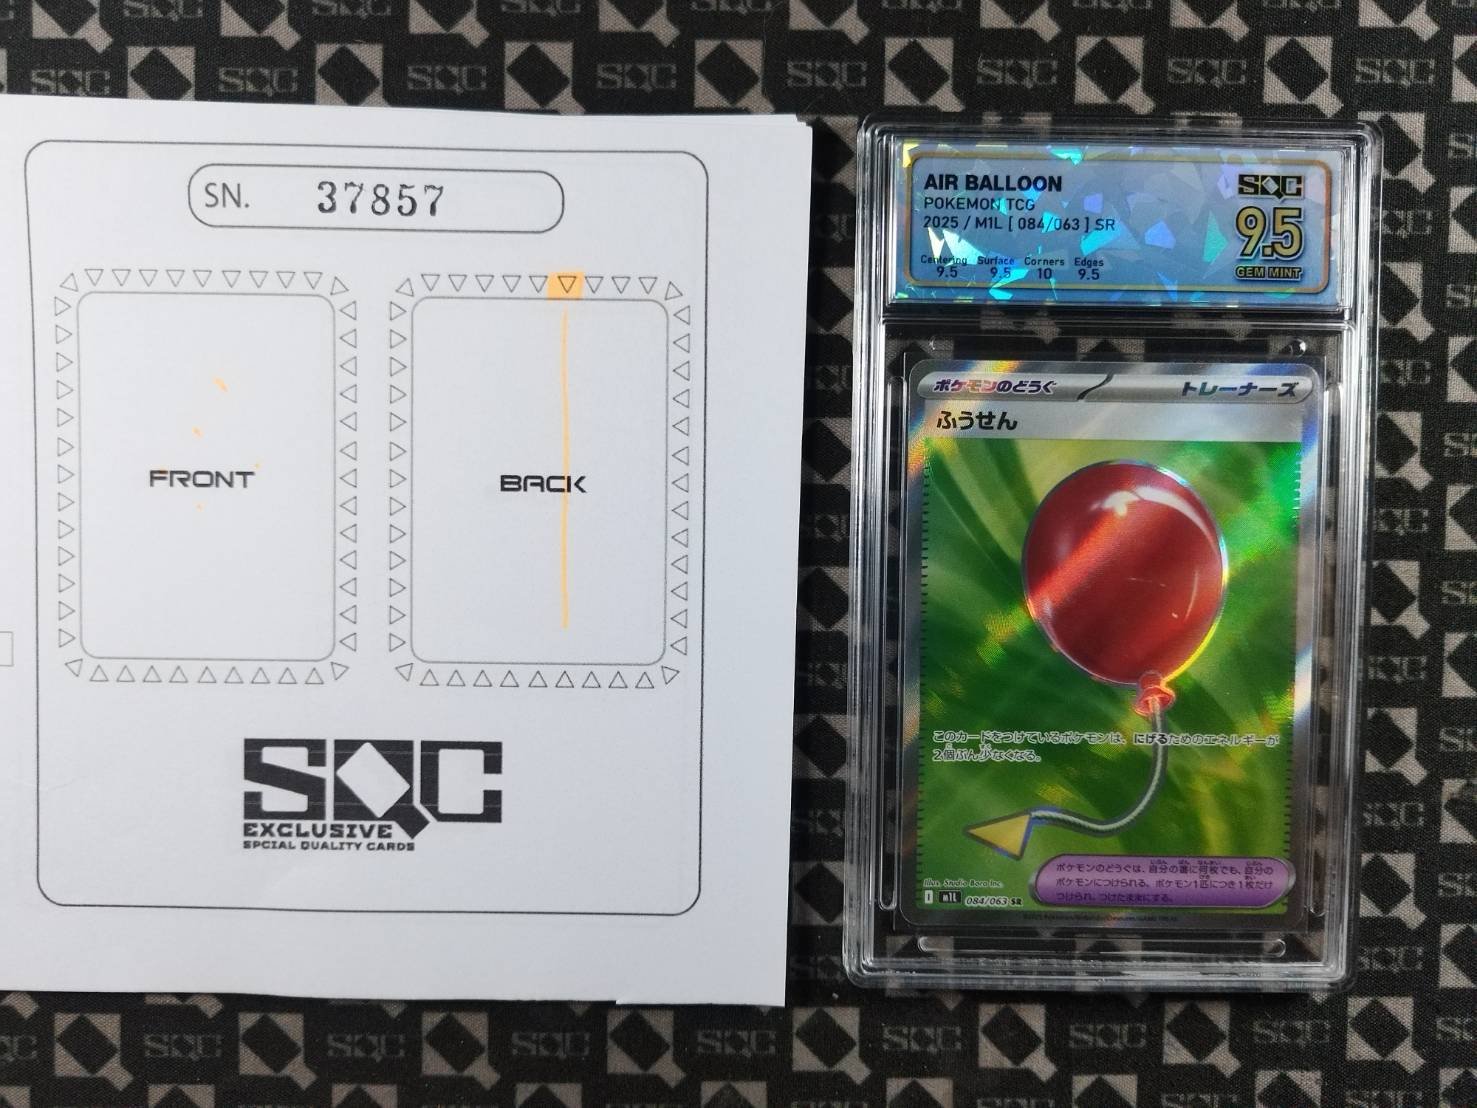 SN. 37857
FRONT
BACK
SQC
EXCLUSIVE
SPCIAL QUALITY CARDS
AIR BALLOON
POKEMON TCG
2025 / M1L [ 084/063 ] SR
Centering Surface Corners Edges
9.5 9.5 10 9.5
SQC
9.5
GEM MINT
ポケモンのどうぐ
トレーナーズ
ふうせん
このカードをつけているポケモンは、にげるためのエネルギーが
2個ぶん少なくなる。
ポケモンのどうぐは、自分の番に何枚でも、自分の
ポケモンにつけられる。ポケモン1匹につき1枚だけ
つけられ、つけたままにする。
Illus. Studio Bora Inc.
I m1L 084/063 SR